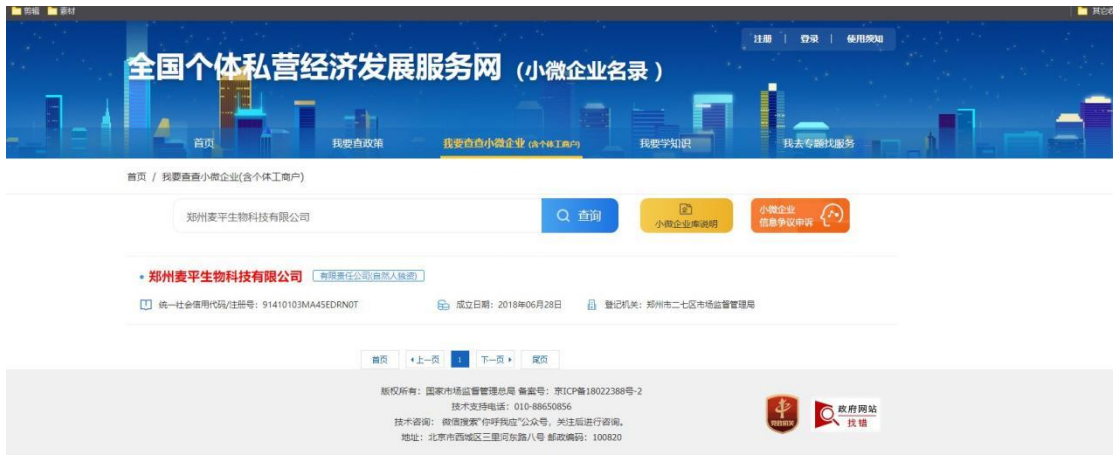 剪辑 素材 其它收
注册 | 登录 | 使用须知
全国个体私营经济发展服务网 (小微企业名录)
首页 我要查政策 我要查查小微企业 (含个体工商户) 我要学知识 我去专题找服务
首页 / 我要查查小微企业(含个体工商户)
郑州麦平生物科技有限公司 查询 小微企业库说明 小微企业
信息争议申诉
郑州麦平生物科技有限公司 有限责任公司(自然人独资)
统一社会信用代码/注册号: 91410103MA45EDRN0T 成立日期: 2018年06月28日 登记机关: 郑州市二七区市场监督管理局
首页 上一页 1 下一页 尾页
版权所有: 国家市场监督管理总局 备案号: 京ICP备18022388号-2
技术支持电话: 010-88650856
技术咨询: 微信搜索"你呼我应"公众号, 关注后进行咨询。
地址: 北京市西城区三里河东路八号 邮政编码: 100820
党政机关
政府网站
找错